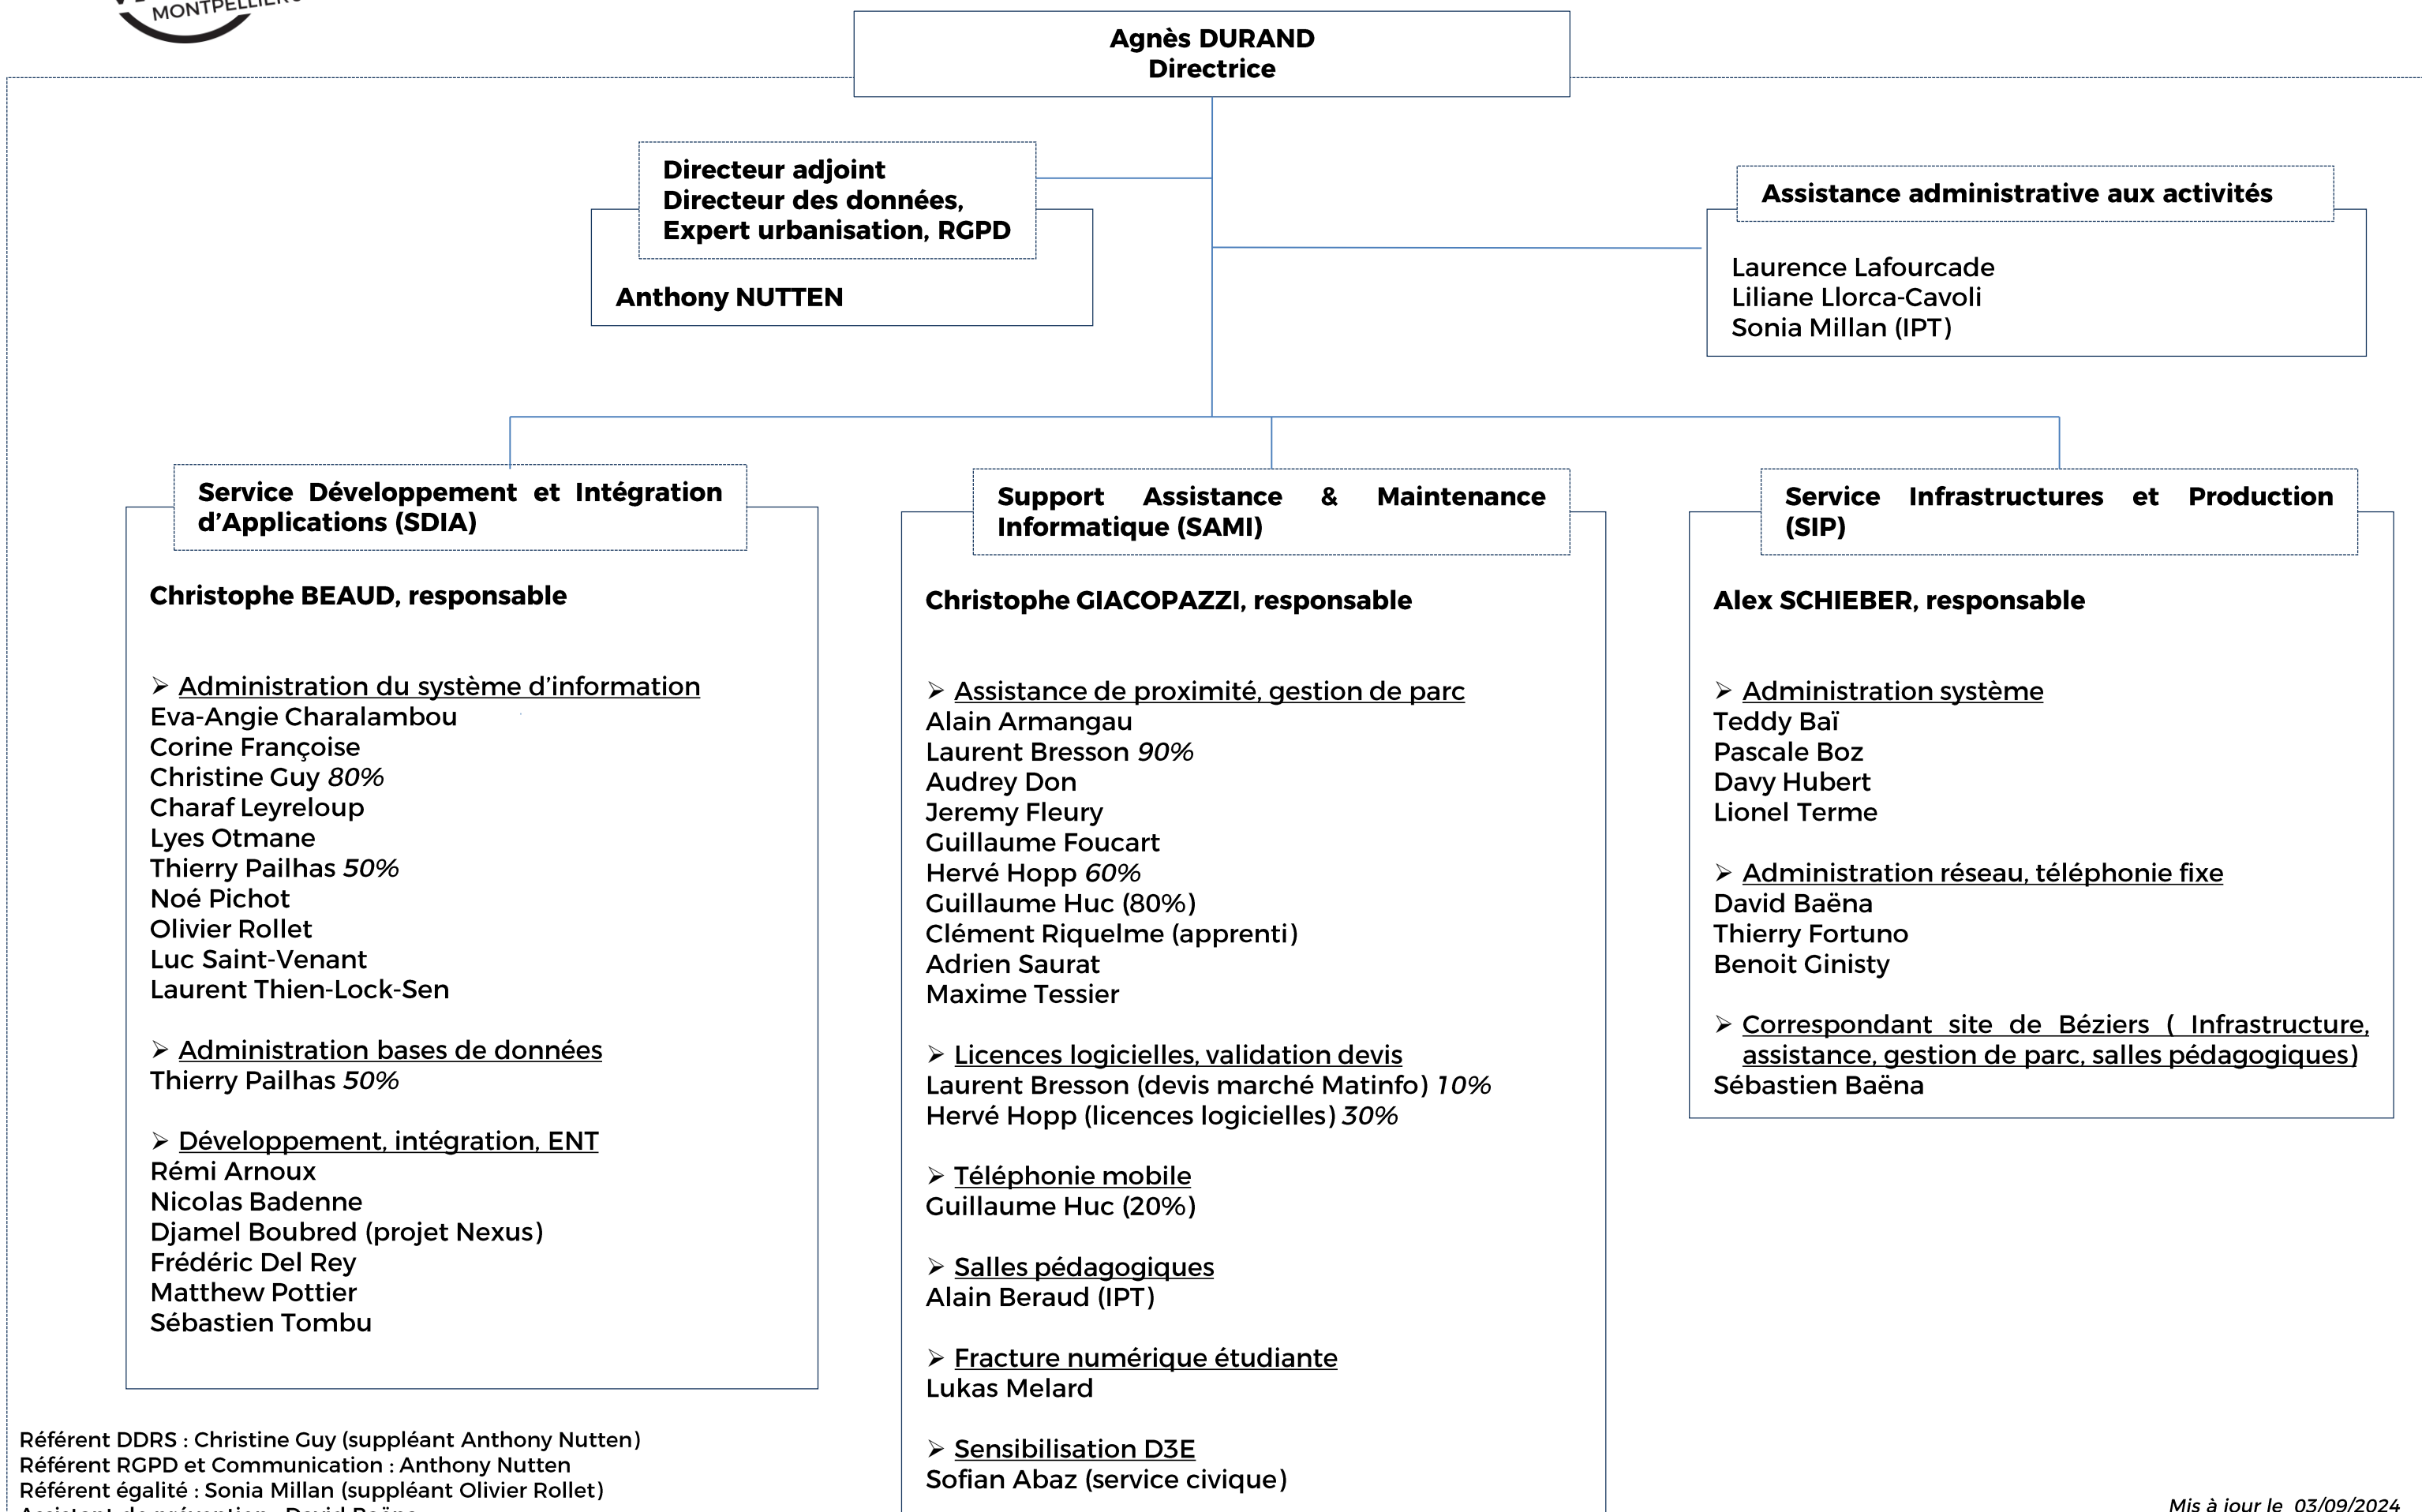 MONTPELLIER
Agnès DURAND
Directrice
Directeur adjoint
Directeur des données,
Expert urbanisation, RGPD
Anthony NUTTEN
Assistance administrative aux activités
Laurence Lafourcade
Liliane Llorca-Cavoli
Sonia Millan (IPT)
Service Développement et Intégration
d’Applications (SDIA)
Christophe BEAUD, responsable
➢ Administration du système d’information
Eva-Angie Charalambou
Corine Françoise
Christine Guy 80%
Charaf Leyreloup
Lyes Otmane
Thierry Pailhas 50%
Noé Pichot
Olivier Rollet
Luc Saint-Venant
Laurent Thien-Lock-Sen
➢ Administration bases de données
Thierry Pailhas 50%
➢ Développement, intégration, ENT
Rémi Arnoux
Nicolas Badenne
Djamel Boubred (projet Nexus)
Frédéric Del Rey
Matthew Pottier
Sébastien Tombu
Support Assistance & Maintenance
Informatique (SAMI)
Christophe GIACOPAZZI, responsable
➢ Assistance de proximité, gestion de parc
Alain Armangau
Laurent Bresson 90%
Audrey Don
Jeremy Fleury
Guillaume Foucart
Hervé Hopp 60%
Guillaume Huc (80%)
Clément Riquelme (apprenti)
Adrien Saurat
Maxime Tessier
➢ Licences logicielles, validation devis
Laurent Bresson (devis marché Matinfo) 10%
Hervé Hopp (licences logicielles) 30%
➢ Téléphonie mobile
Guillaume Huc (20%)
➢ Salles pédagogiques
Alain Beraud (IPT)
➢ Fracture numérique étudiante
Lukas Melard
➢ Sensibilisation D3E
Sofian Abaz (service civique)
Service Infrastructures et Production
(SIP)
Alex SCHIEBER, responsable
➢ Administration système
Teddy Baï
Pascale Boz
Davy Hubert
Lionel Terme
➢ Administration réseau, téléphonie fixe
David Baëna
Thierry Fortuno
Benoit Ginisty
➢ Correspondant site de Béziers ( Infrastructure,
assistance, gestion de parc, salles pédagogiques)
Sébastien Baëna
Référent DDRS : Christine Guy (suppléant Anthony Nutten)
Référent RGPD et Communication : Anthony Nutten
Référent égalité : Sonia Millan (suppléant Olivier Rollet)
Assistant de prévention : David Baëna
Mis à jour le 03/09/2024